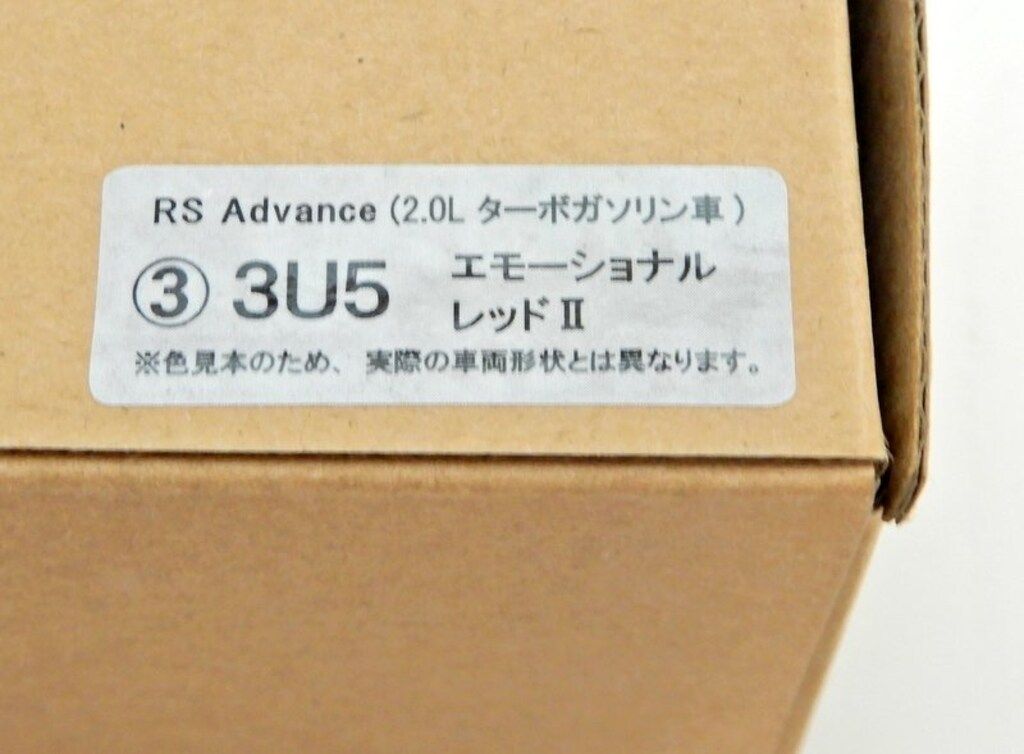 RS Advance (2.0L ターボガソリン車 )
③ 3U5 エモーショナル
レッドⅡ
※色見本のため、実際の車両形状とは異なります。